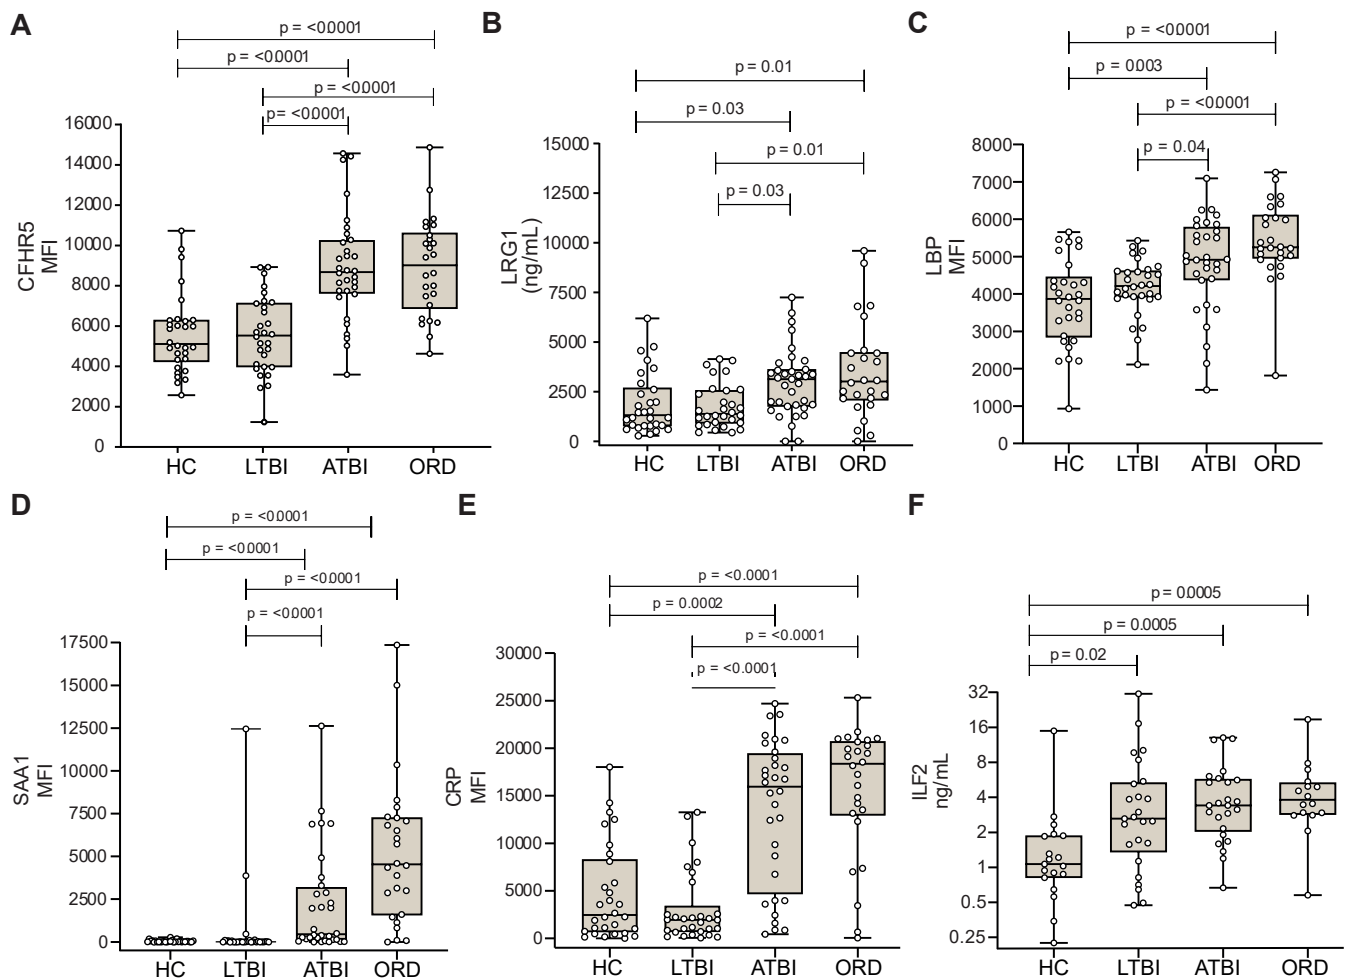 A
p = <0.0001
p = <0.0001
p = <0.0001
p = <0.0001
CFHR5
MFI
16000
14000
12000
10000
8000
6000
4000
2000
0
HC LTBI ATBI ORD
B
p = 0.01
p = 0.03
p = 0.01
p = 0.03
LRG1
(ng/mL)
15000
10000
7500
5000
2500
0
HC LTBI ATBI ORD
C
p = <0.0001
p = 0.003
p = <0.0001
p = 0.04
LBP
MFI
8000
7000
6000
5000
4000
3000
2000
1000
0
HC LTBI ATBI ORD
D
p = <0.0001
p = <0.0001
p = <0.0001
p = <0.0001
SAA1
MFI
17500
15000
12500
10000
7500
5000
2500
0
HC LTBI ATBI ORD
E
p = <0.0001
p = 0.0002
p = <0.0001
p = <0.0001
CRP
MFI
30000
25000
20000
15000
10000
5000
0
HC LTBI ATBI ORD
F
p = 0.0005
p = 0.0005
p = 0.02
ILF2
ng/mL
32
16
8
4
2
1
0.5
0.25
HC LTBI ATBI ORD